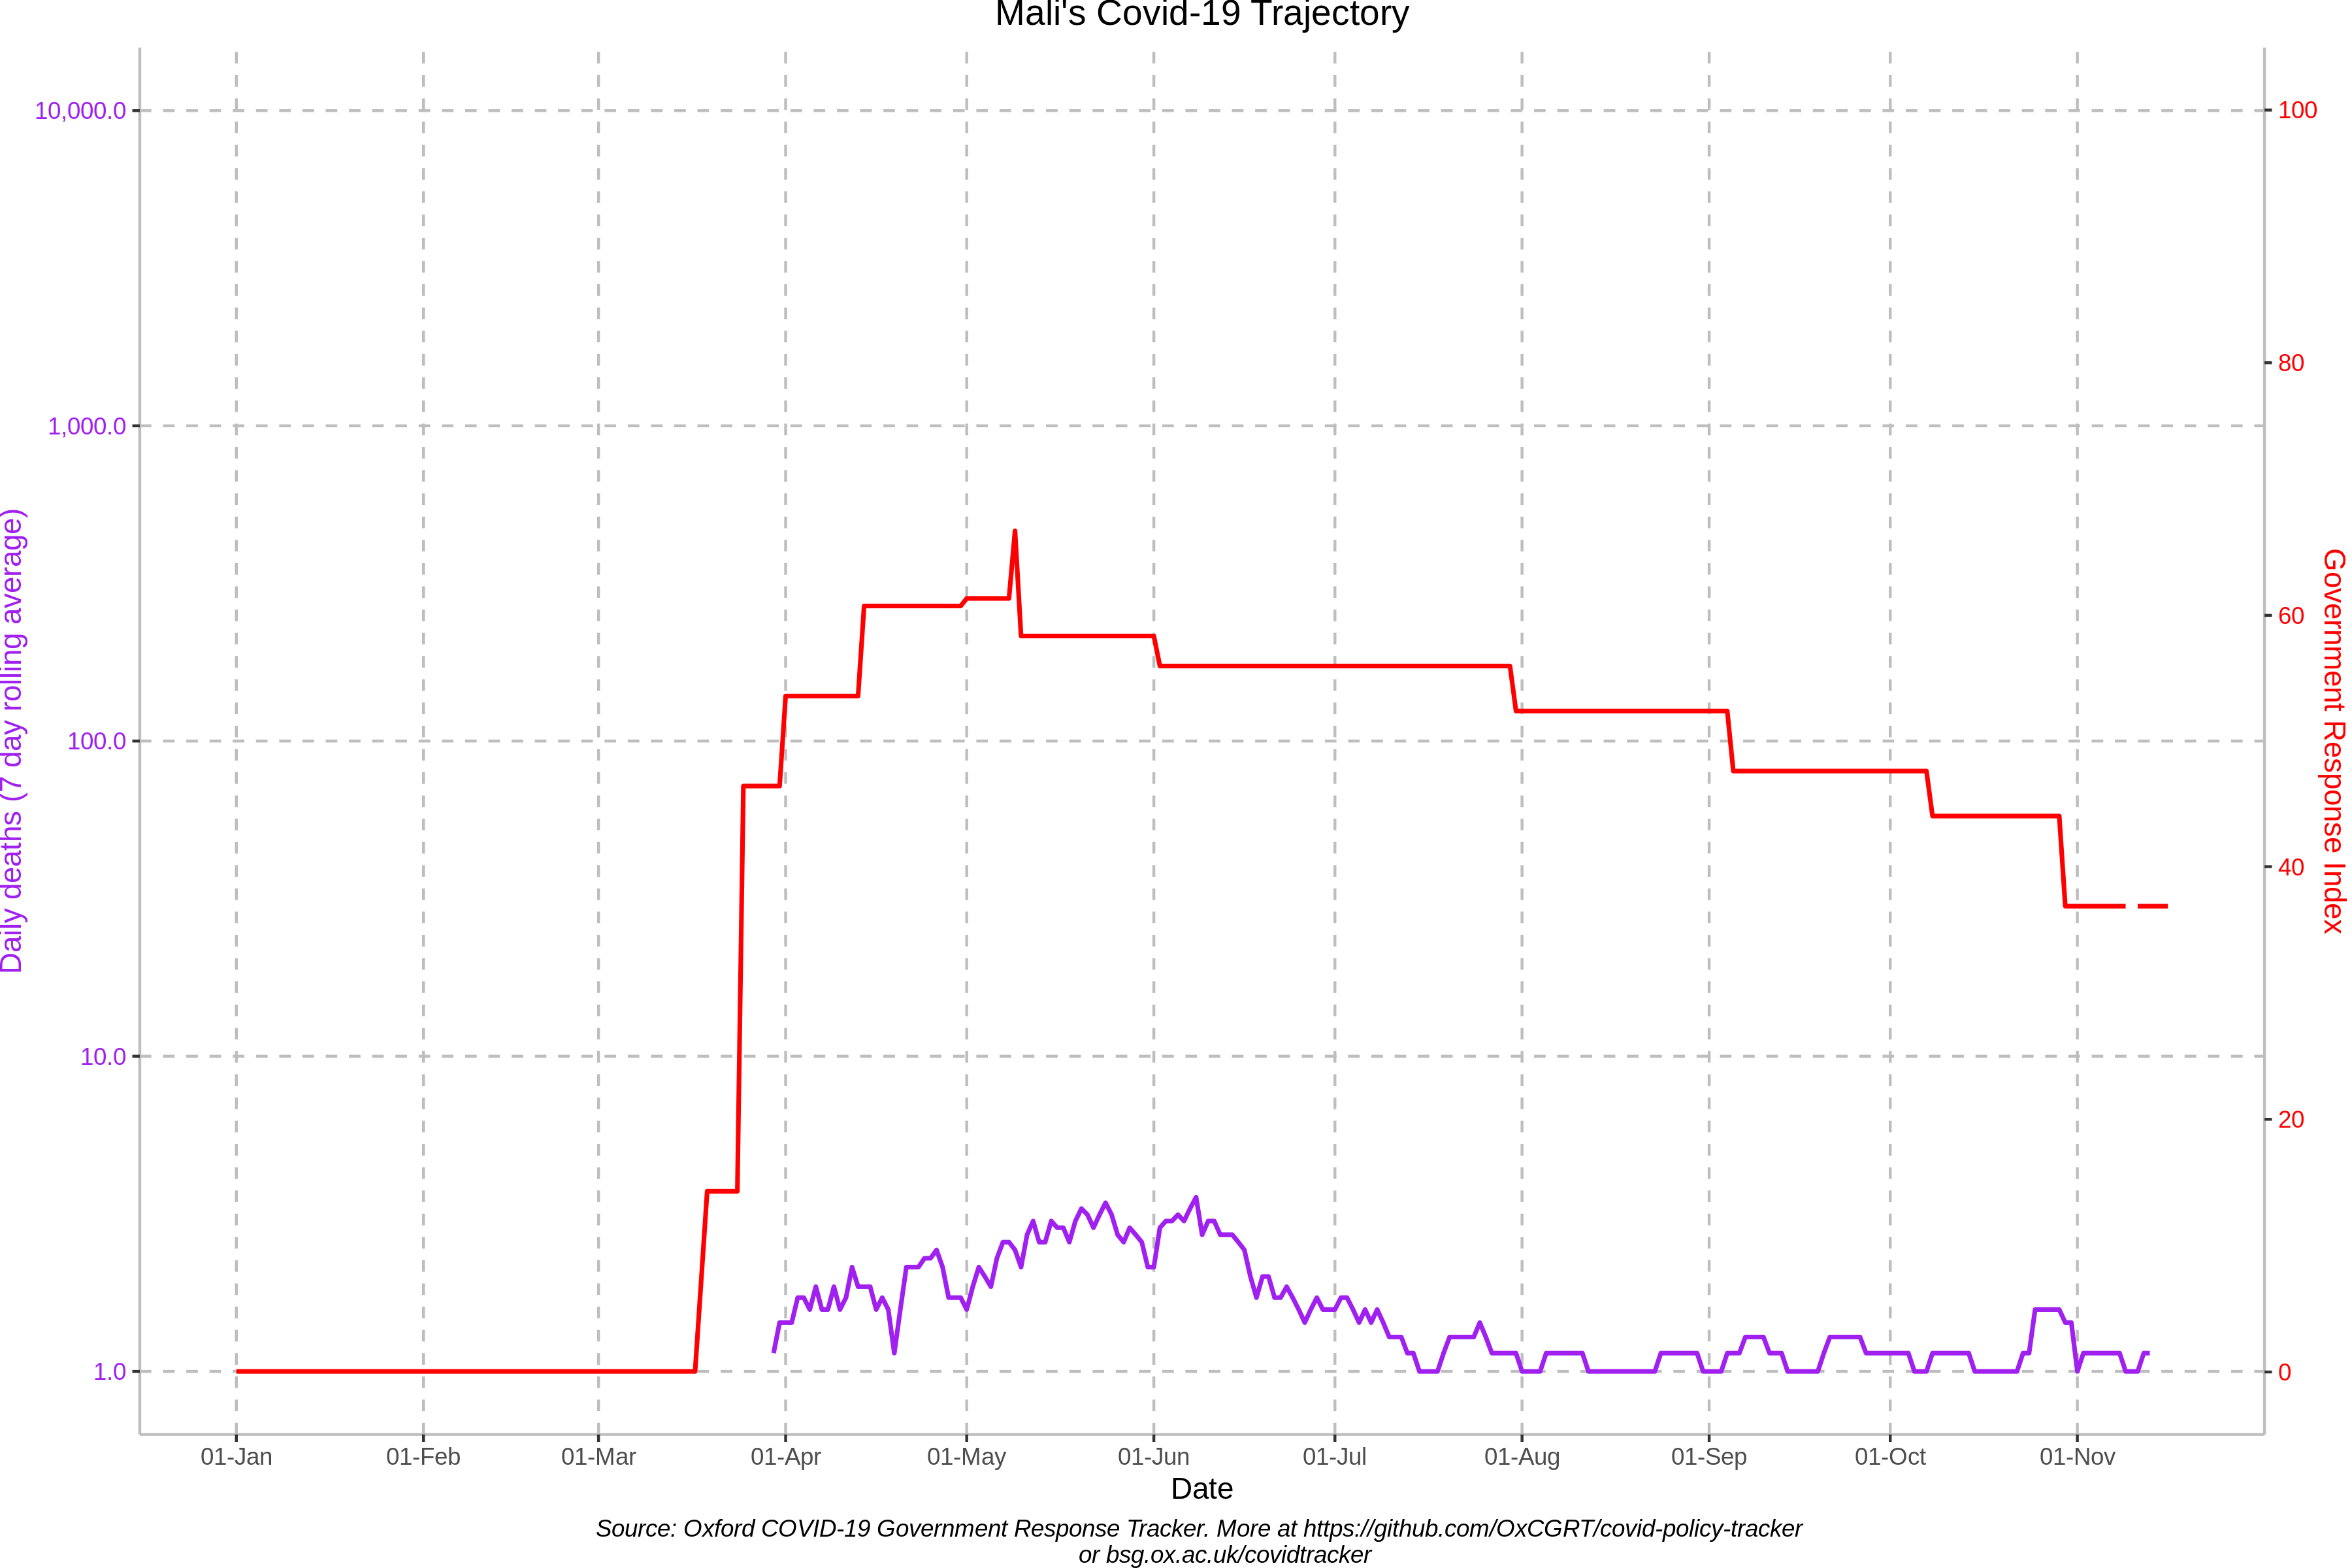 Mali's Covid-19 Trajectory
10,000.0
1,000.0
100.0
10.0
1.0
Daily deaths (7 day rolling average)
100
80
60
40
20
0
Government Response Index
01-Jan
01-Feb
01-Mar
01-Apr
01-May
01-Jun
01-Jul
01-Aug
01-Sep
01-Oct
01-Nov
Date
Source: Oxford COVID-19 Government Response Tracker. More at https://github.com/OxCGRT/covid-policy-tracker
or bsg.ox.ac.uk/covidtracker